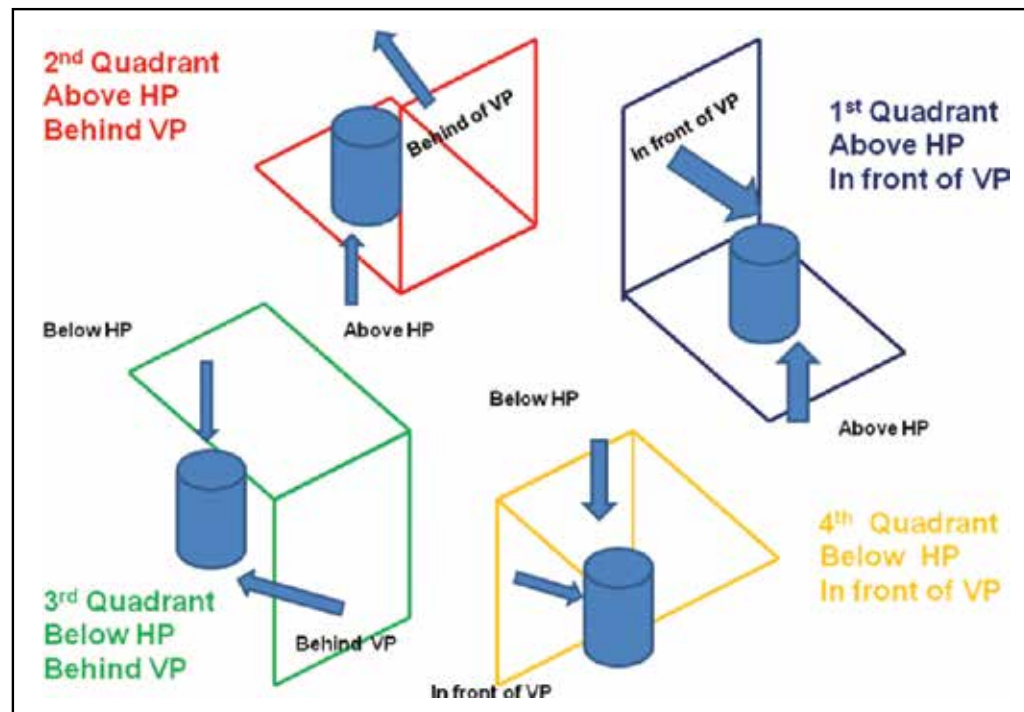 2nd Quadrant
Above HP
Behind VP
Behind of VP
Above HP
In front of VP
1st Quadrant
Above HP
In front of VP
Above HP
Below HP
3rd Quadrant
Below HP
Behind VP
Behind VP
Below HP
In front of VP
4th Quadrant
Below HP
In front of VP